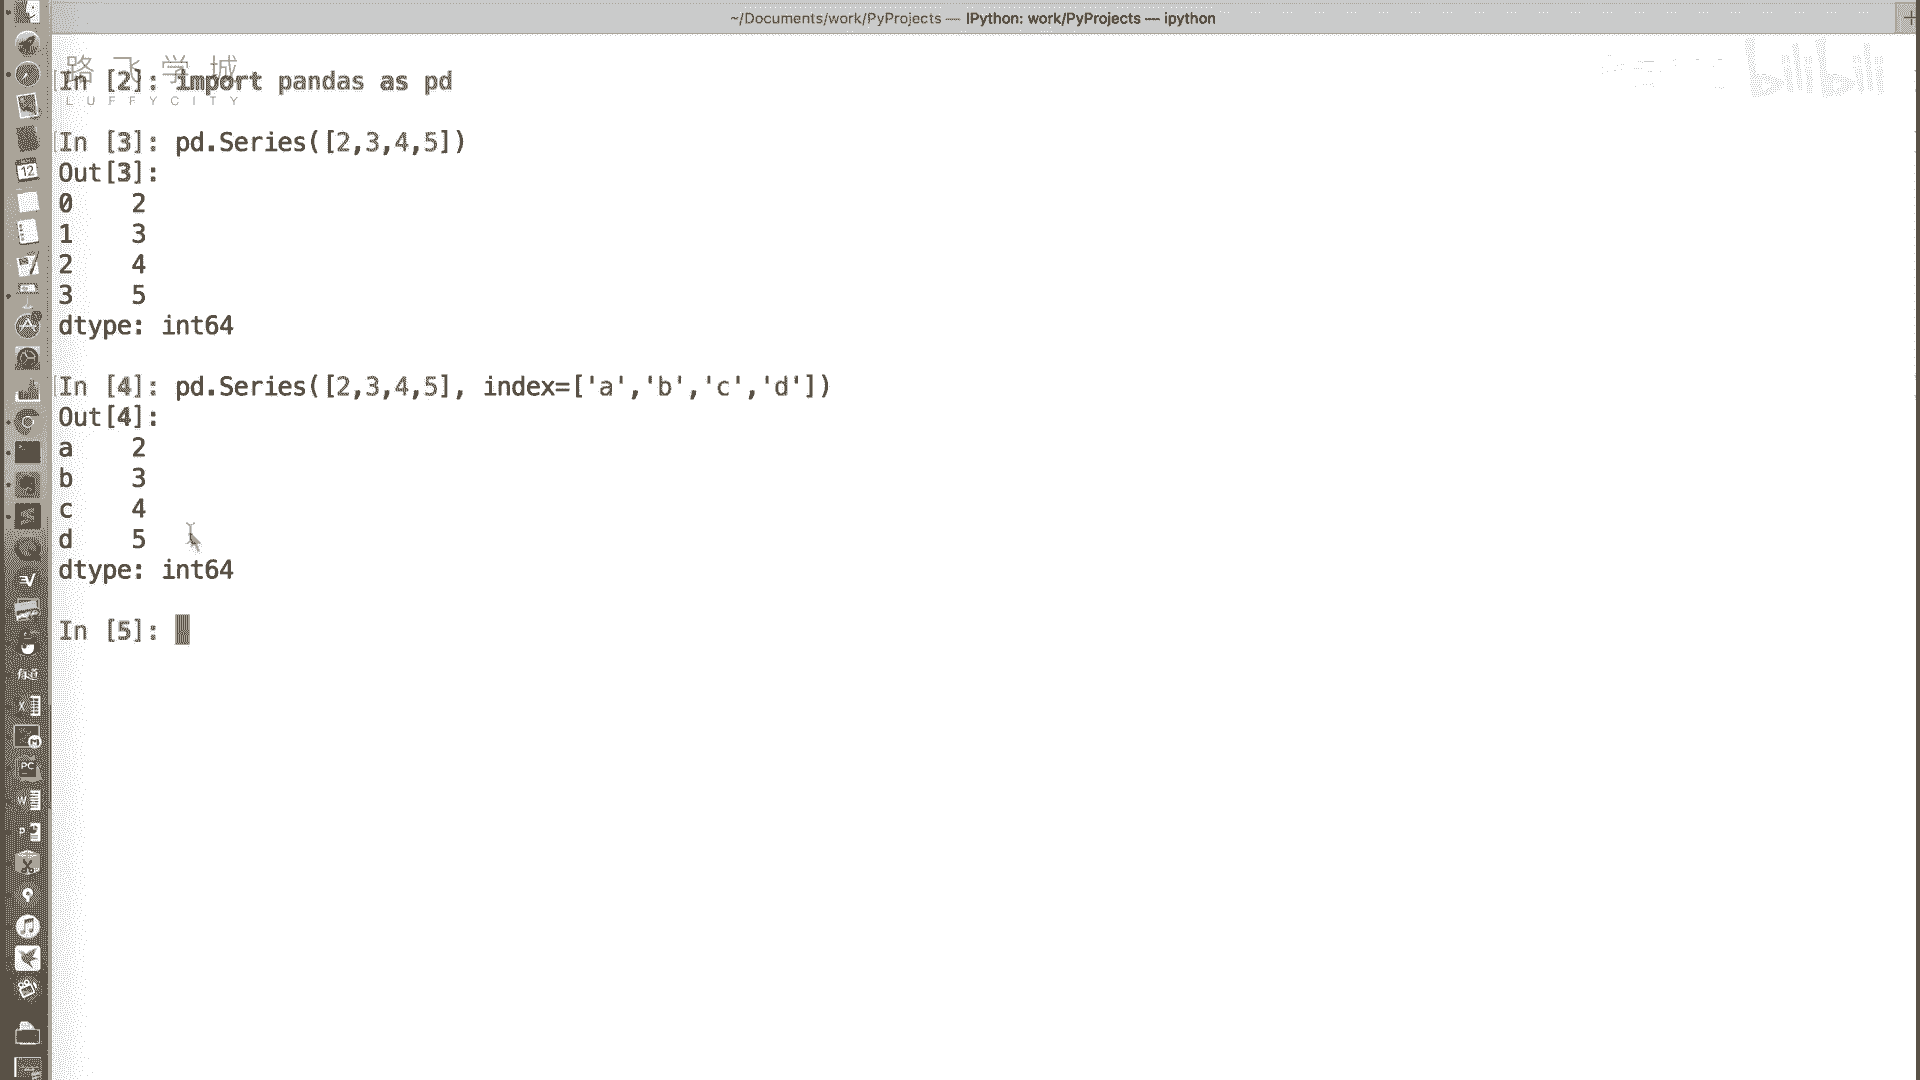 ~/Documents/work/PyProjects — IPython: work/PyProjects — ipython
路飞学城
LUFFYCITY
bilibili
In [2]: import pandas as pd
In [3]: pd.Series([2,3,4,5])
Out[3]:
0    2
1    3
2    4
3    5
dtype: int64
In [4]: pd.Series([2,3,4,5], index=['a','b','c','d'])
Out[4]:
a    2
b    3
c    4
d    5
dtype: int64
In [5]:
12
PC